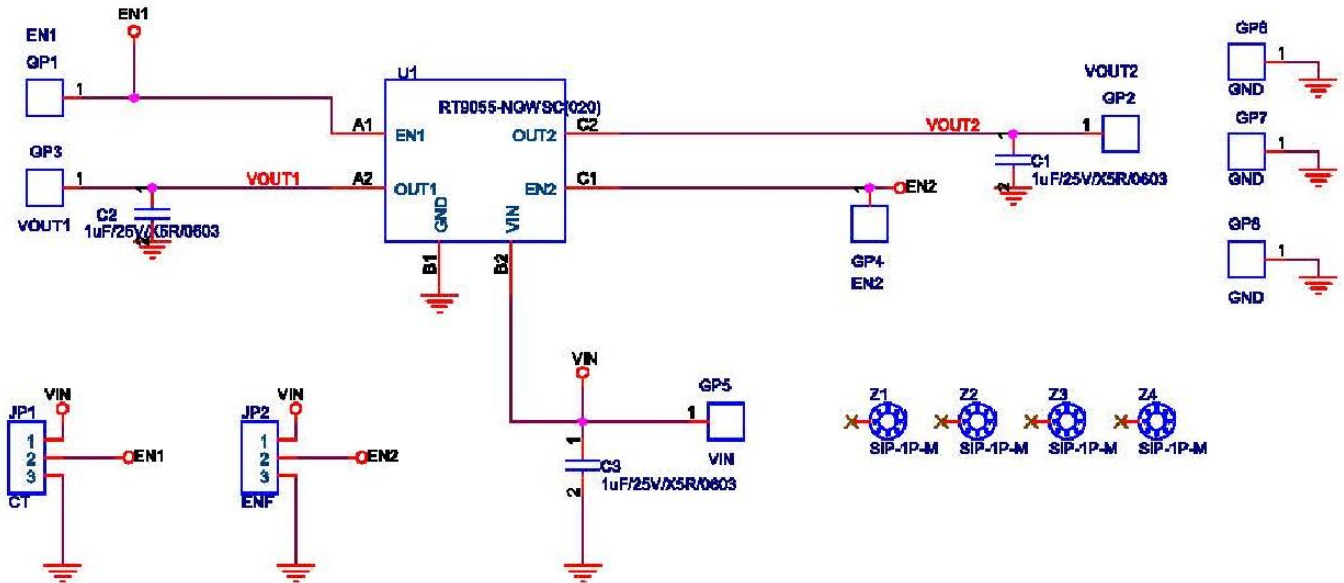 EN1
EN1
GP1
1
U1
RT9055-NGWSC(020)
A1
EN1
OUT2
C2
VOUT2
1
VOUT2
GP2
1
C1
1uF/25V/X5R/0603
2
GP3
1
VOUT1
VOUT1
A2
OUT1
EN2
C1
1
EN2
GP4
EN2
C2
1uF/25V/X5R/0603
2
GND
VIN
B1
B2
GP6
1
GND
GP7
1
GND
GP8
1
GND
VIN
GP5
1
VIN
1
C3
1uF/25V/X5R/0603
2
VIN
JP1
1
2
3
EN1
CT
VIN
JP2
1
2
3
EN2
ENF
Z1
SIP-1P-M
Z2
SIP-1P-M
Z3
SIP-1P-M
Z4
SIP-1P-M